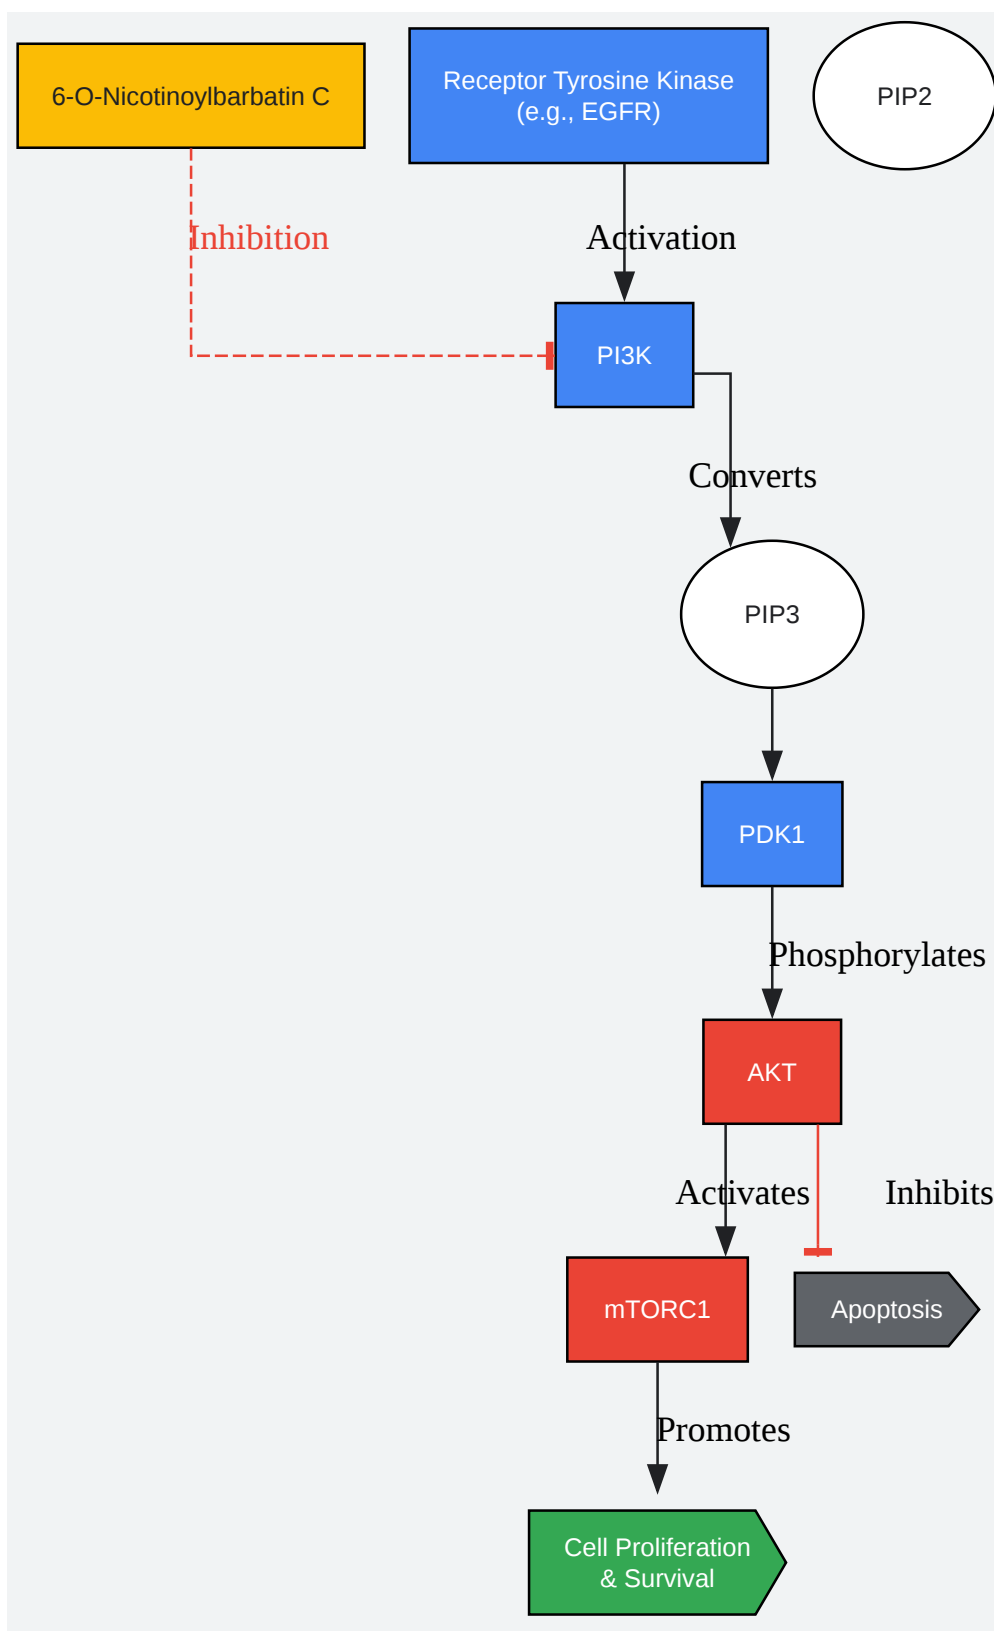 6-O-Nicotinoylbarbatin C
Receptor Tyrosine Kinase
(e.g., EGFR)
PIP2
Inhibition
Activation
PI3K
Converts
PIP3
PDK1
Phosphorylates
AKT
Activates
Inhibits
mTORC1
Apoptosis
Promotes
Cell Proliferation
& Survival